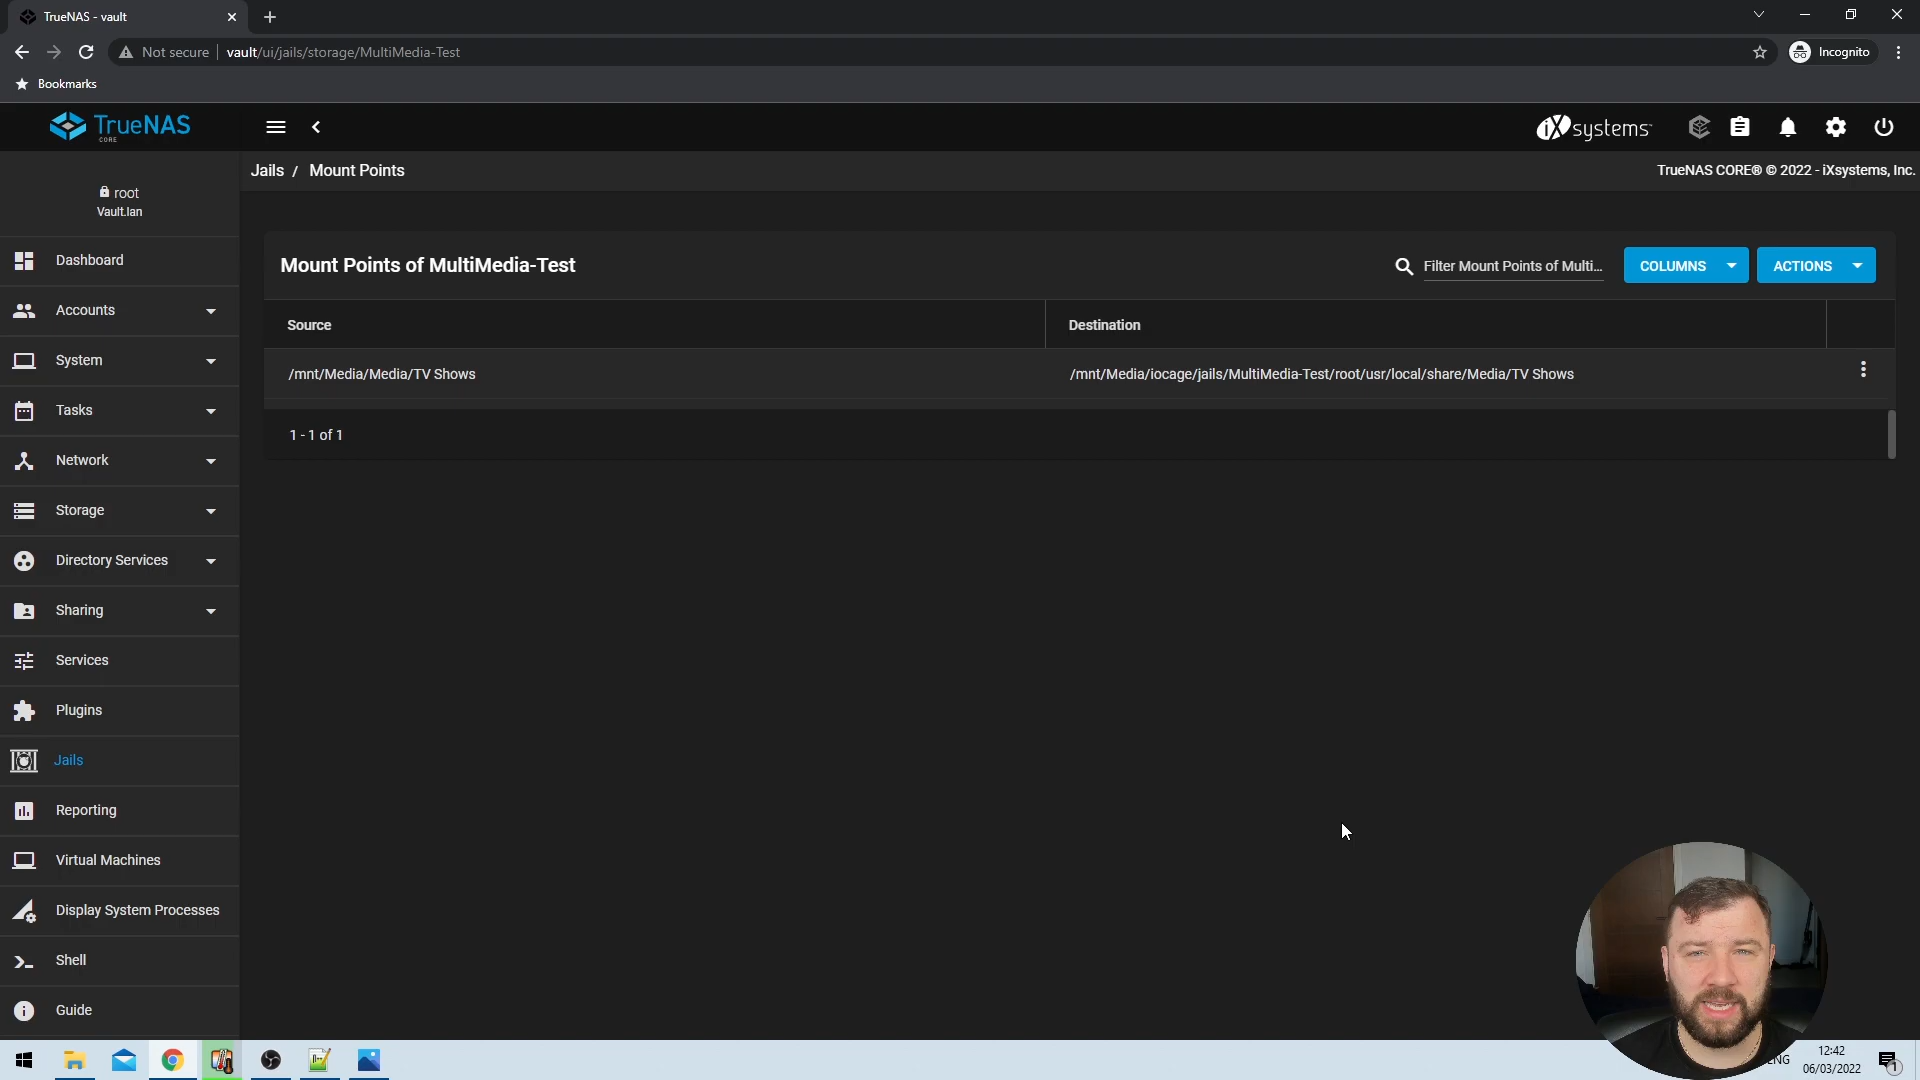 TrueNAS - vault
Not secure
vault/ui/jails/storage/MultiMedia-Test
Incognito
Bookmarks
TrueNAS
CORE
iXsystems
Jails / Mount Points
TrueNAS CORE® © 2022 - iXsystems, Inc.
root
Vault.lan
Dashboard
Accounts
System
Tasks
Network
Storage
Directory Services
Sharing
Services
Plugins
Jails
Reporting
Virtual Machines
Display System Processes
Shell
Guide
Mount Points of MultiMedia-Test
Filter Mount Points of Multi...
COLUMNS
ACTIONS
Source
Destination
/mnt/Media/Media/TV Shows
/mnt/Media/iocage/jails/MultiMedia-Test/root/usr/local/share/Media/TV Shows
1 - 1 of 1
12:42
06/03/2022
1